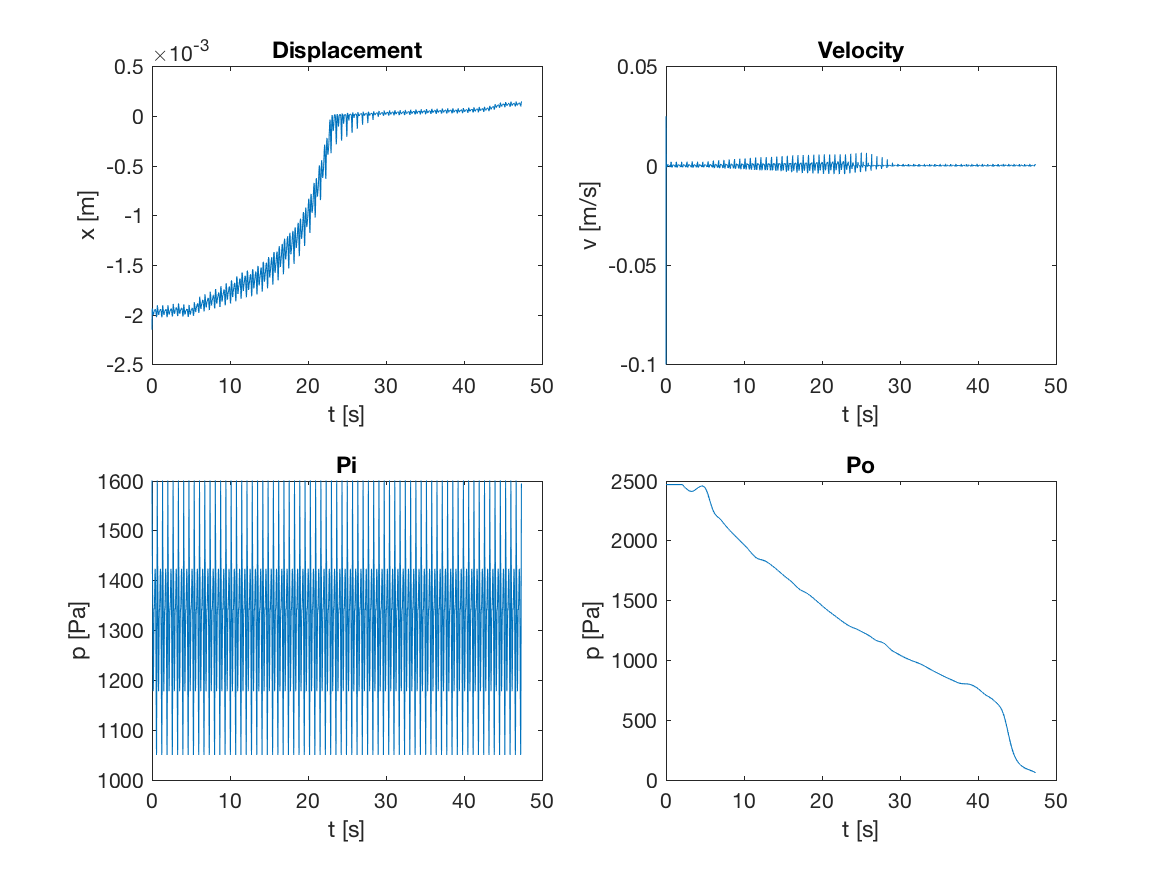 Displacement
×10-3
0.5
0
-0.5
-1
-1.5
-2
-2.5
0 10 20 30 40 50
x [m]
t [s]
Velocity
0.05
0
-0.05
-0.1
0 10 20 30 40 50
v [m/s]
t [s]
Pi
1600
1500
1400
1300
1200
1100
1000
0 10 20 30 40 50
p [Pa]
t [s]
Po
2500
2000
1500
1000
500
0
0 10 20 30 40 50
p [Pa]
t [s]